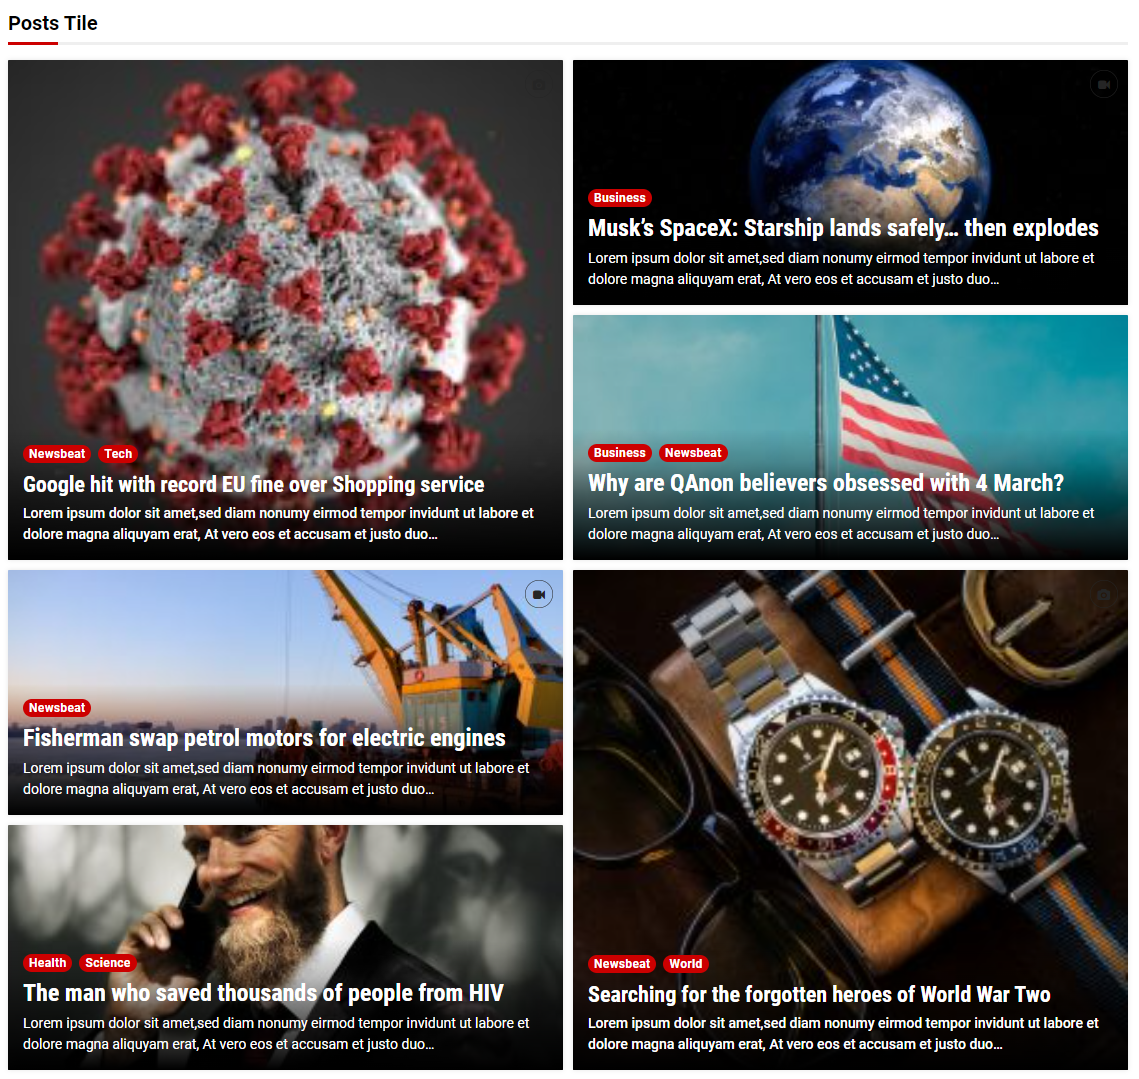 Posts Tile
Newsbeat Tech
Google hit with record EU fine over Shopping service
Lorem ipsum dolor sit amet,sed diam nonumy eirmod tempor invidunt ut labore et
dolore magna aliquyam erat, At vero eos et accusam et justo duo...
Business
Musk’s SpaceX: Starship lands safely… then explodes
Lorem ipsum dolor sit amet,sed diam nonumy eirmod tempor invidunt ut labore et
dolore magna aliquyam erat, At vero eos et accusam et justo duo...
Business Newsbeat
Why are QAnon believers obsessed with 4 March?
Lorem ipsum dolor sit amet,sed diam nonumy eirmod tempor invidunt ut labore et
dolore magna aliquyam erat, At vero eos et accusam et justo duo...
Newsbeat
Fisherman swap petrol motors for electric engines
Lorem ipsum dolor sit amet,sed diam nonumy eirmod tempor invidunt ut labore et
dolore magna aliquyam erat, At vero eos et accusam et justo duo...
Health Science
The man who saved thousands of people from HIV
Lorem ipsum dolor sit amet,sed diam nonumy eirmod tempor invidunt ut labore et
dolore magna aliquyam erat, At vero eos et accusam et justo duo...
Newsbeat World
Searching for the forgotten heroes of World War Two
Lorem ipsum dolor sit amet,sed diam nonumy eirmod tempor invidunt ut labore et
dolore magna aliquyam erat, At vero eos et accusam et justo duo...